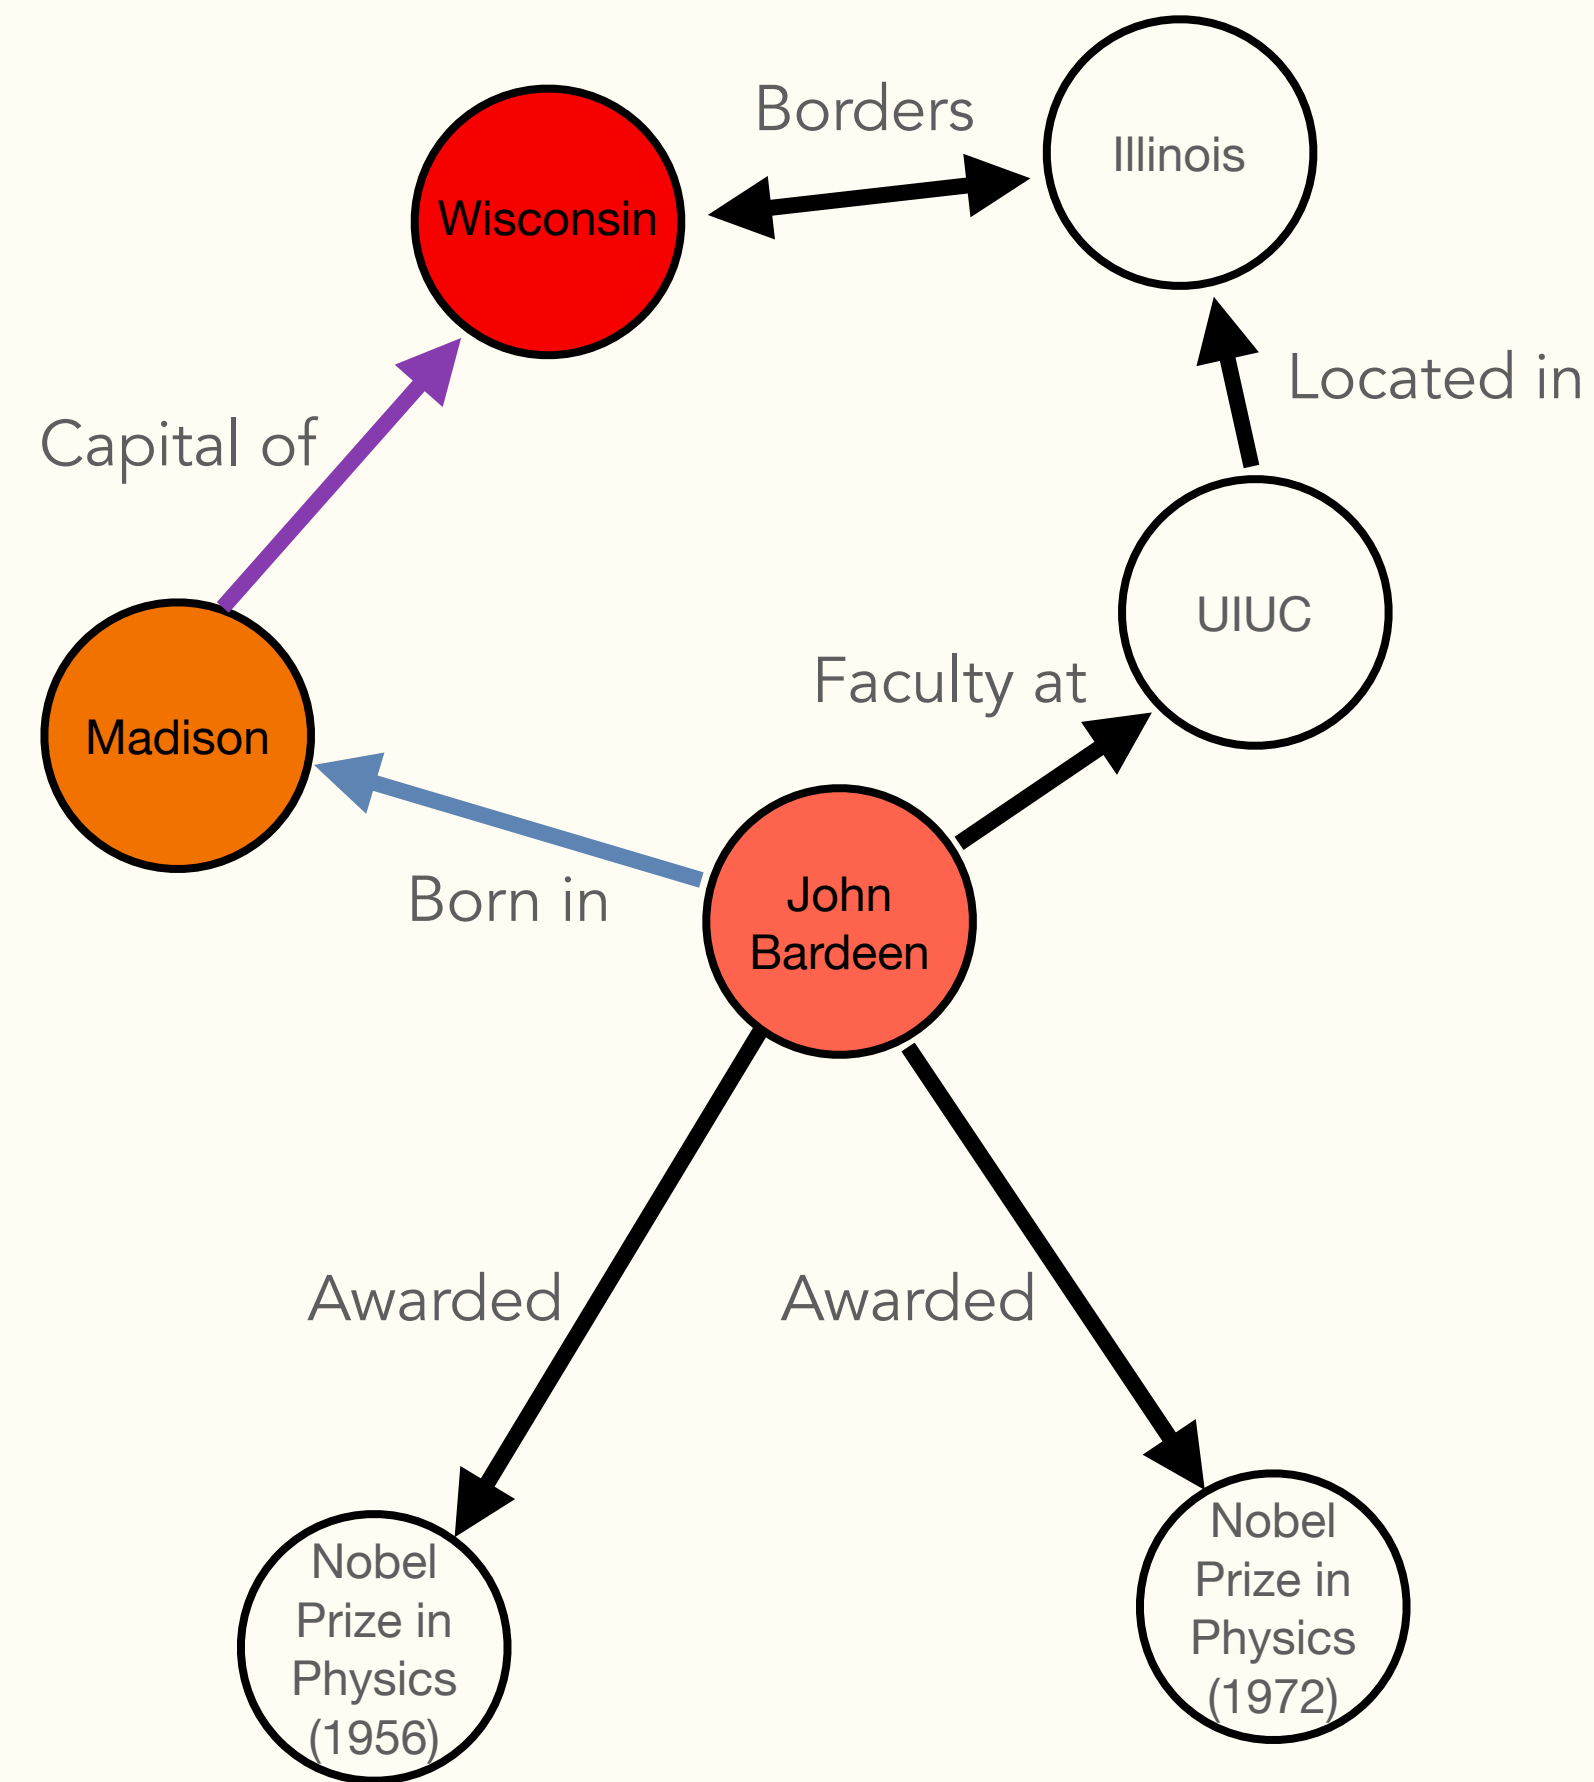 Borders
Illinois
Wisconsin
Located in
Capital of
UIUC
Faculty at
Madison
Born in
John
Bardeen
Awarded
Awarded
Nobel
Prize in
Physics
(1956)
Nobel
Prize in
Physics
(1972)